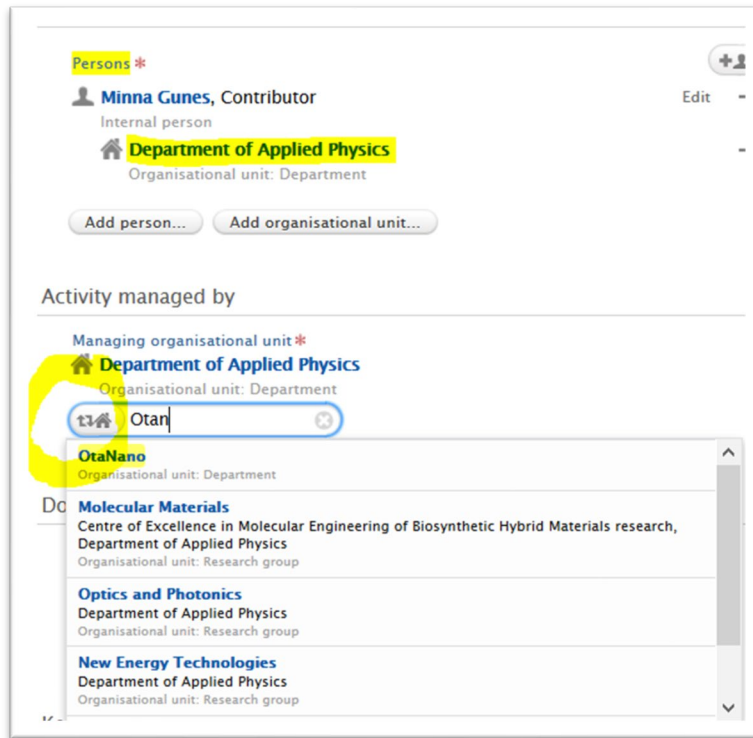 Persons *
Minna Gunes, Contributor Edit
Internal person
Department of Applied Physics
Organisational unit: Department
Add person... Add organisational unit...
Activity managed by
Managing organisational unit *
Department of Applied Physics
Organisational unit: Department
Otan
OtaNano
Organisational unit: Department
Do
Molecular Materials
Centre of Excellence in Molecular Engineering of Biosynthetic Hybrid Materials research,
Department of Applied Physics
Organisational unit: Research group
Optics and Photonics
Department of Applied Physics
Organisational unit: Research group
New Energy Technologies
Department of Applied Physics
Organisational unit: Research group